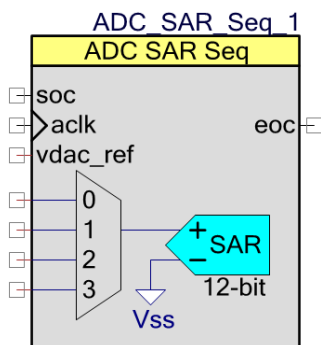 ADC_SAR_Seq_1
ADC SAR Seq
soc
aclk
eoc
vdac_ref
0
1
2
3
+
SAR
−
12-bit
Vss